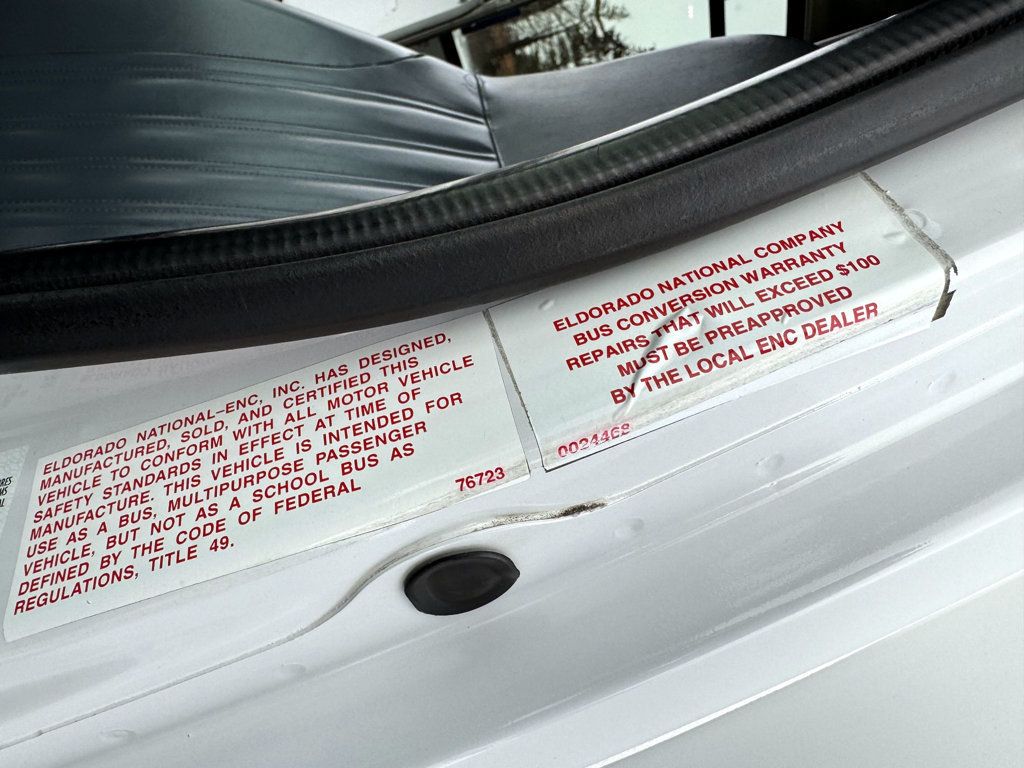 ELDORADO NATIONAL-ENC, INC. HAS DESIGNED,
MANUFACTURED, SOLD, AND CERTIFIED THIS
VEHICLE TO CONFORM WITH ALL MOTOR VEHICLE
SAFETY STANDARDS IN EFFECT AT TIME OF
MANUFACTURE. THIS VEHICLE IS INTENDED FOR
USE AS A BUS, MULTIPURPOSE PASSENGER
VEHICLE, BUT NOT AS A SCHOOL BUS AS
DEFINED BY THE CODE OF FEDERAL
REGULATIONS, TITLE 49.
76723
ELDORADO NATIONAL COMPANY
BUS CONVERSION WARRANTY
REPAIRS THAT WILL EXCEED $100
MUST BE PREAPPROVED
BY THE LOCAL ENC DEALER
0024468